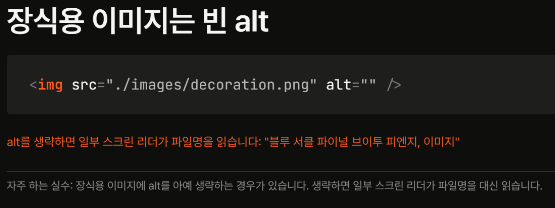 장식용 이미지는 빈 alt
<img src="./images/decoration.png" alt="" />
alt를 생략하면 일부 스크린 리더가 파일명을 읽습니다: "블루 서클 파이널 브이투 피엔지, 이미지"
자주 하는 실수: 장식용 이미지에 alt를 아예 생략하는 경우가 있습니다. 생략하면 일부 스크린 리더가 파일명을 대신 읽습니다.